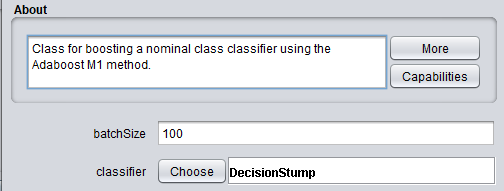 About
Class for boosting a nominal class classifier using the
Adaboost M1 method.
More
Capabilities
batchSize 100
classifier Choose DecisionStump